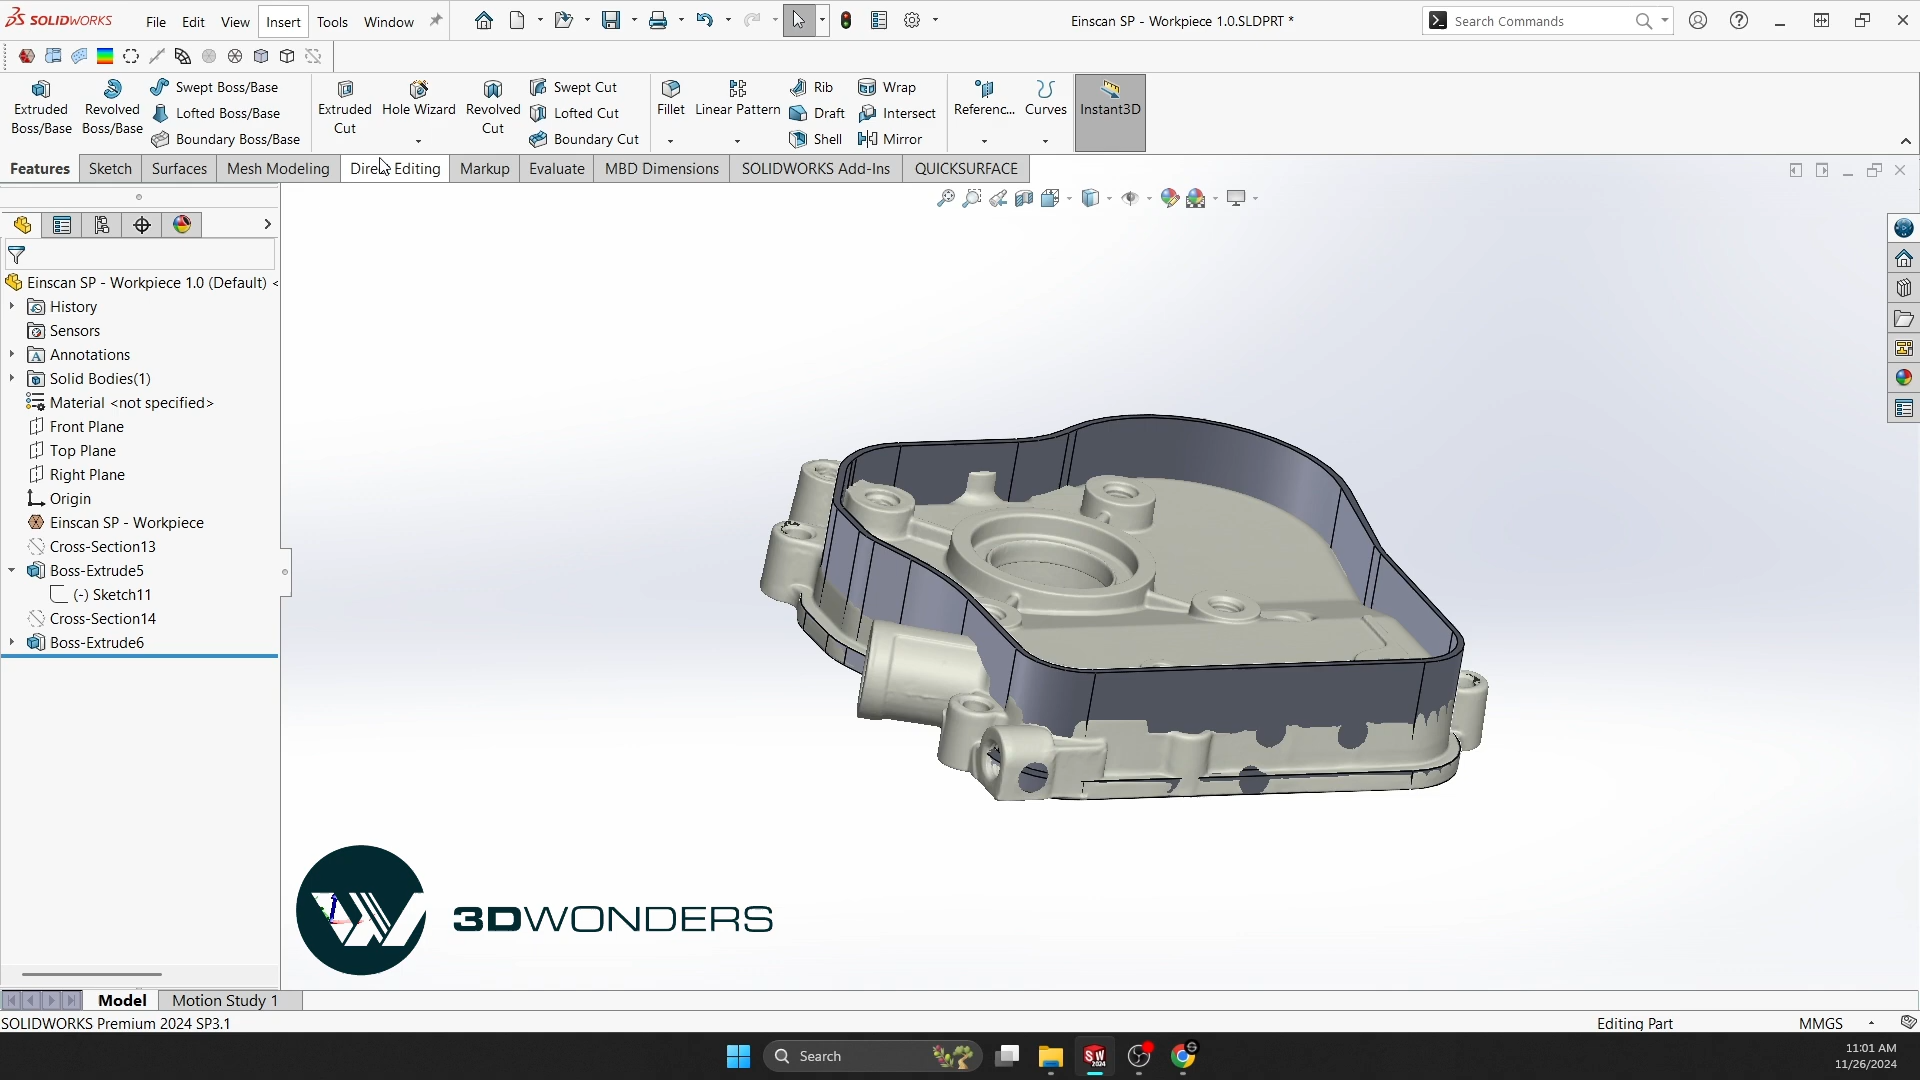 SOLIDWORKS File Edit View Insert Tools Window
Einscan SP - Workpiece 1.0.SLDPRT *
Search Commands
Extruded Boss/Base
Revolved Boss/Base
Swept Boss/Base
Lofted Boss/Base
Boundary Boss/Base
Extruded Cut
Hole Wizard
Revolved Cut
Swept Cut
Lofted Cut
Boundary Cut
Fillet
Linear Pattern
Rib
Draft
Shell
Wrap
Intersect
Mirror
Referenc...
Curves
Instant3D
Features Sketch Surfaces Mesh Modeling Direct Editing Markup Evaluate MBD Dimensions SOLIDWORKS Add-Ins QUICKSURFACE
Einscan SP - Workpiece 1.0 (Default) <
History
Sensors
Annotations
Solid Bodies(1)
Material <not specified>
Front Plane
Top Plane
Right Plane
Origin
Einscan SP - Workpiece
Cross-Section13
Boss-Extrude5
(-) Sketch11
Cross-Section14
Boss-Extrude6
3DWONDERS
Model Motion Study 1
SOLIDWORKS Premium 2024 SP3.1
Editing Part
MMGS
Search
11:01 AM
11/26/2024